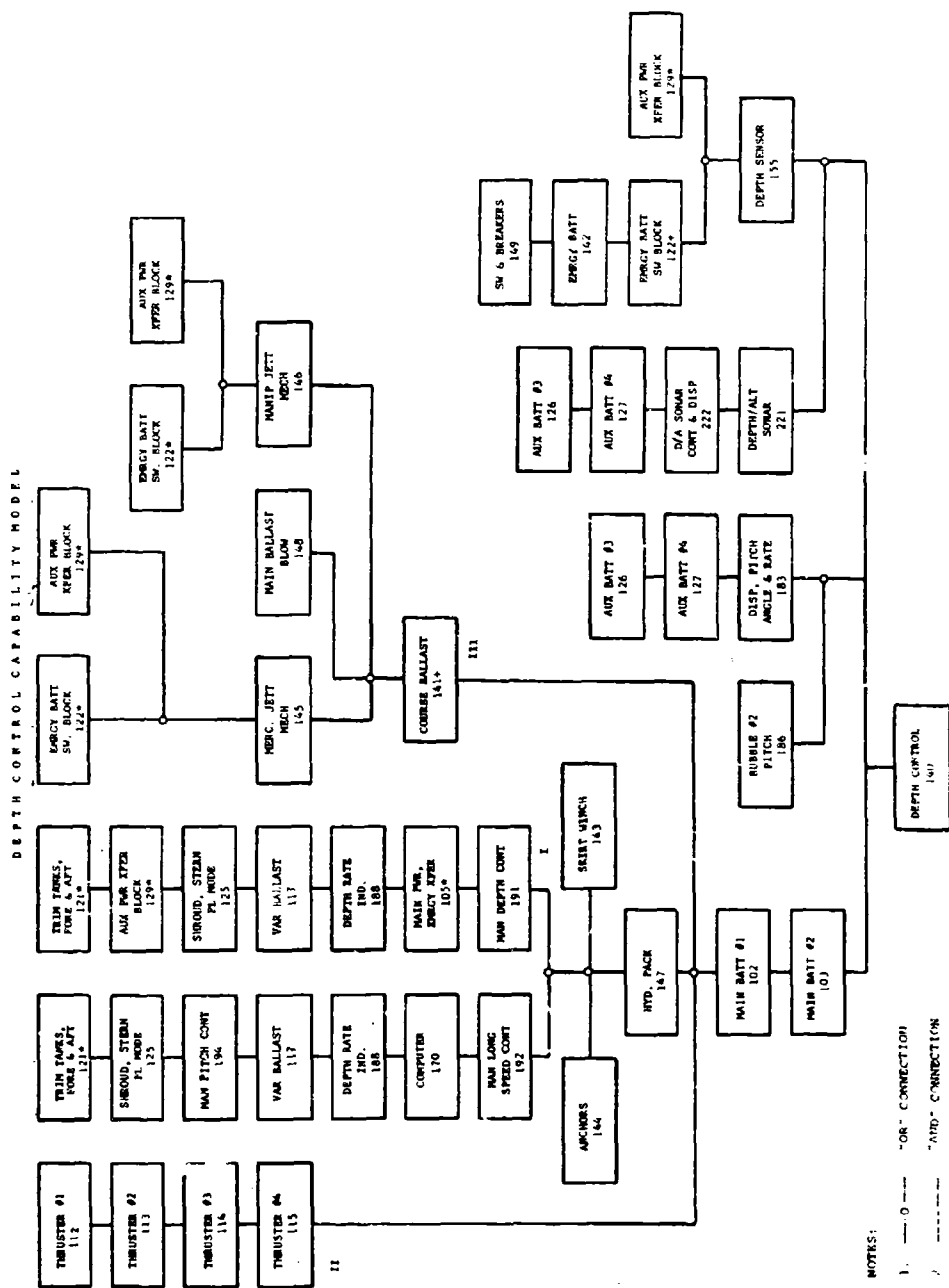 DEPTH CONTROL CAPABILITY MODEL
THRUSTER #1
112
THRUSTER #2
113
THRUSTER #3
114
THRUSTER #4
115
II
TRIM TANKS,
FORE & AFT
121*
SHROUD, STERN
PL MODE
125
MAN PITCH CONT
194
VAR BALLAST
117
DEPTH RATE
IND.
188
COMPUTER
170
MAN LONG
SPEED CONT
192
TRIM TANKS,
FORE & AFT
121*
AUX PWR XFER
BLOCK
129*
SHROUD, STERN
PL MODE
125
VAR BALLAST
117
DEPTH RATE
IND.
188
MAIN PWR,
EMRGY XFER
105*
MAN DEPTH CONT
191
I
ANCHORS
144
SKIRT WINCH
143
HYD. PACK
147
MAIN BATT #1
102
MAIN BATT #2
103
EMRGY BATT
SW. BLOCK
122*
AUX PWR
XFER BLOCK
129*
MERC. JETT
MECH
145
MAIN BALLAST
BLOW
148
EMRGY BATT
SW. BLOCK
122*
AUX PWR
XFER BLOCK
129*
MANIP JETT
MECH
146
COURSE BALLAST
141+
III
BUBBLE #2
PITCH
186
AUX BATT #3
126
AUX BATT #4
127
DISP, PITCH
ANGLE & RATE
183
AUX BATT #3
126
AUX BATT #4
127
D/A SONAR
CONT & DISP
222
DEPTH/ALT
SONAR
221
SW & BREAKERS
149
EMRGY BATT
142
EMRGY BATT
SW BLOCK
122*
AUX PWR
XFER BLOCK
129*
DEPTH SENSOR
155
DEPTH CONTROL
140
NOTES:
1. —O— "OR" CONNECTION
------- "AND" CONNECTION